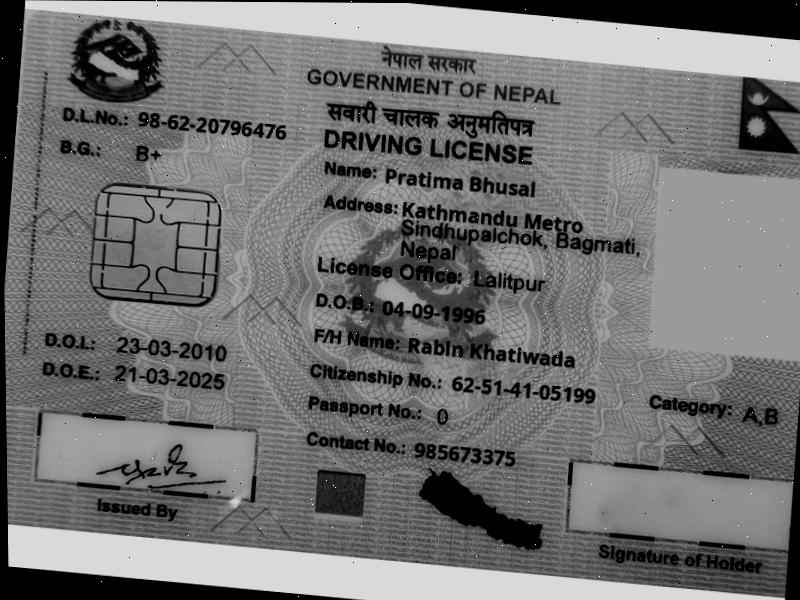 नेपाल सरकार
GOVERNMENT OF NEPAL
सवारी चालक अनुमतिपत्र
DRIVING LICENSE
D.L.No.: 98-62-20796476
B.G.: B+
Name: Pratima Bhusal
Address: Kathmandu Metro
Sindhupalchok, Bagmati,
Nepal
License Office: Lalitpur
D.O.B.: 04-09-1996
F/H Name: Rabin Khatiwada
D.O.I.: 23-03-2010
D.O.E.: 21-03-2025
Citizenship No.: 62-51-41-05199
Passport No.: 0
Contact No.: 985673375
Category: A,B
Issued By
Signature of Holder